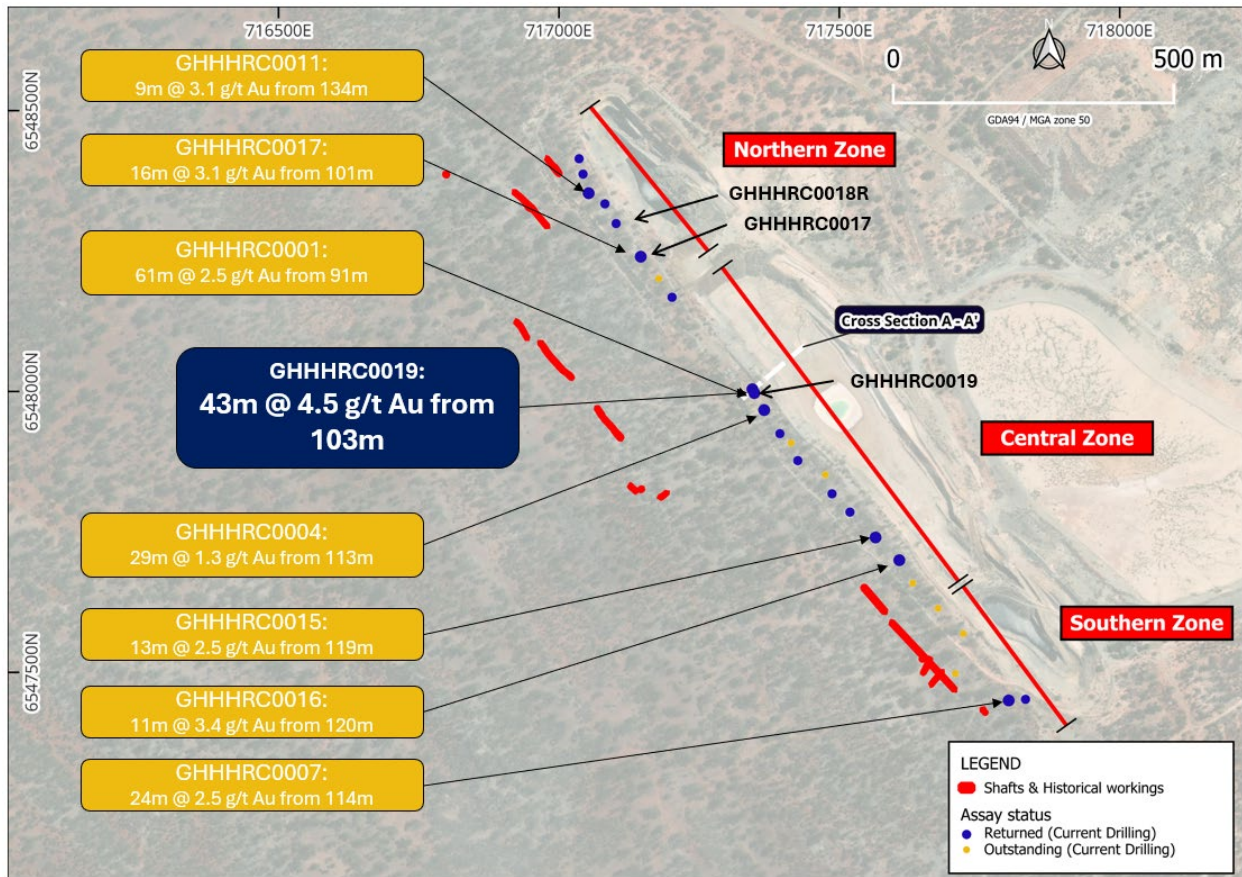 716500
717000
717500
718000
6548500N
6548000N
6547500N
N
0
500 m
GDA94 / MGA zone 50
GHHHRC0011:
9m @ 3.1 g/t Au from 134m
GHHHRC0017:
16m @ 3.1 g/t Au from 101m
GHHHRC0001:
61m @ 2.5 g/t Au from 91m
GHHHRC0019:
43m @ 4.5 g/t Au from
103m
GHHHRC0004:
29m @ 1.3 g/t Au from 113m
GHHHRC0015:
13m @ 2.5 g/t Au from 119m
GHHHRC0016:
11m @ 3.4 g/t Au from 120m
GHHHRC0007:
24m @ 2.5 g/t Au from 114m
Northern Zone
GHHHRC0018R
GHHHRC0017
Cross Section A - A'
GHHHRC0019
Central Zone
Southern Zone
LEGEND
Shafts & Historical workings
Assay status
Returned (Current Drilling)
Outstanding (Current Drilling)